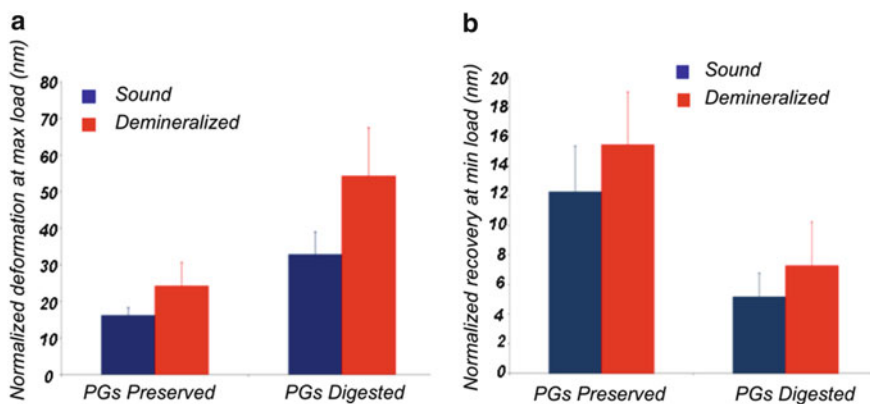 a
Normalized deformation at max load (nm)
80
70
60
50
40
30
20
10
0
Sound
Demineralized
PGs Preserved
PGs Digested
b
Normalized recovery at min load (nm)
20
18
16
14
12
10
8
6
4
2
0
Sound
Demineralized
PGs Preserved
PGs Digested